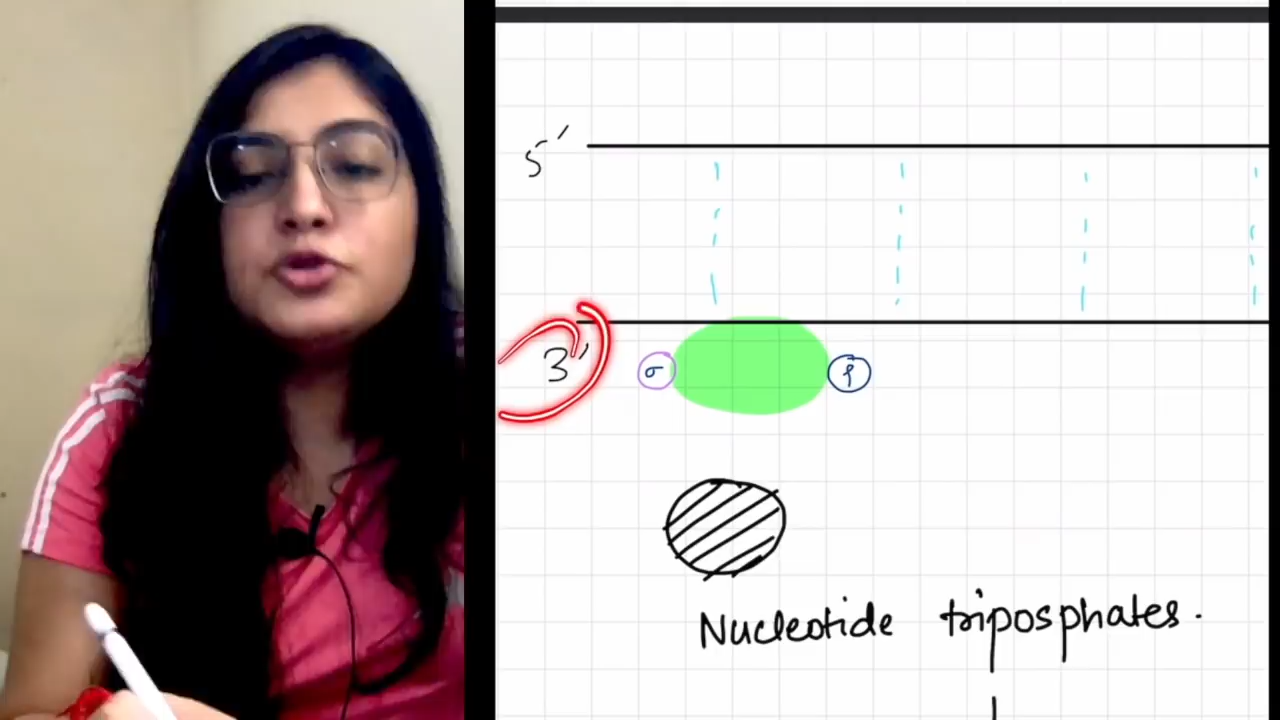 5'
3'
σ
ρ
Nucleotide triposphates.